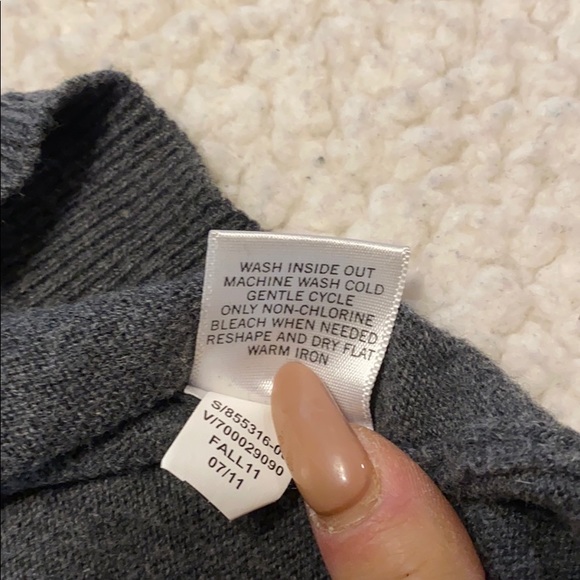 WASH INSIDE OUT
MACHINE WASH COLD
GENTLE CYCLE
ONLY NON-CHLORINE
BLEACH WHEN NEEDED
RESHAPE AND DRY FLAT
WARM IRON
V/700029090
FALL11
07/11